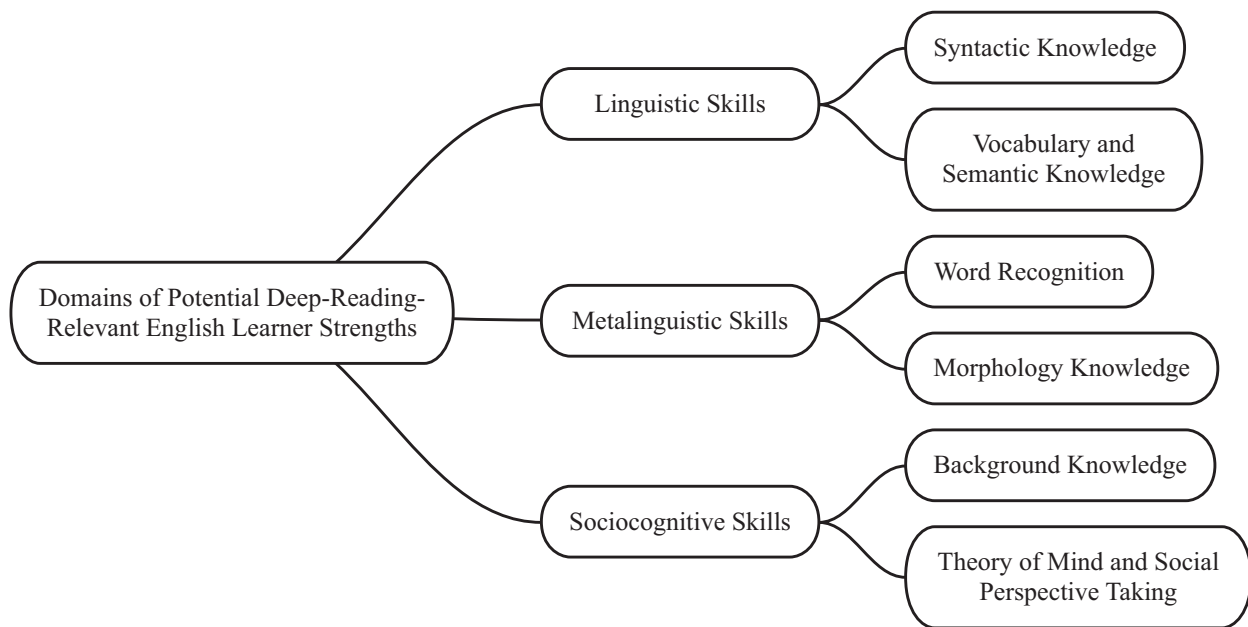 Domains of Potential Deep-Reading-
Relevant English Learner Strengths
Linguistic Skills
Syntactic Knowledge
Vocabulary and
Semantic Knowledge
Metalinguistic Skills
Word Recognition
Morphology Knowledge
Sociocognitive Skills
Background Knowledge
Theory of Mind and Social
Perspective Taking